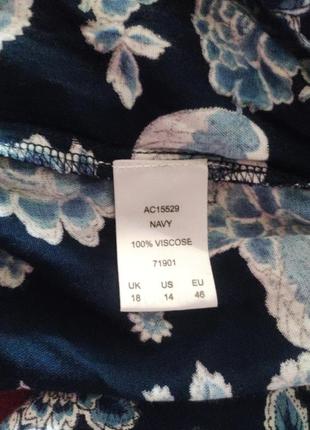 AC15529
NAVY
100% VISCOSE
71901
UK US EU
18 14 46